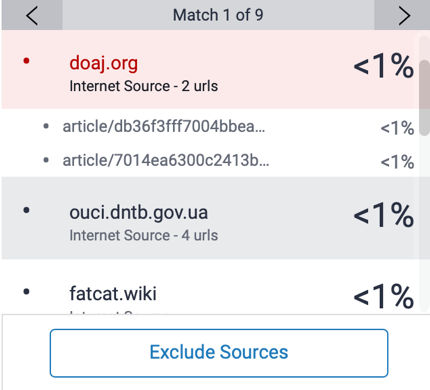 Match 1 of 9
doaj.org
<1%
Internet Source - 2 urls
article/db36f3fff7004bbea...
<1%
article/7014ea6300c2413b...
<1%
ouci.dntb.gov.ua
<1%
Internet Source - 4 urls
fatcat.wiki
<1%
Exclude Sources